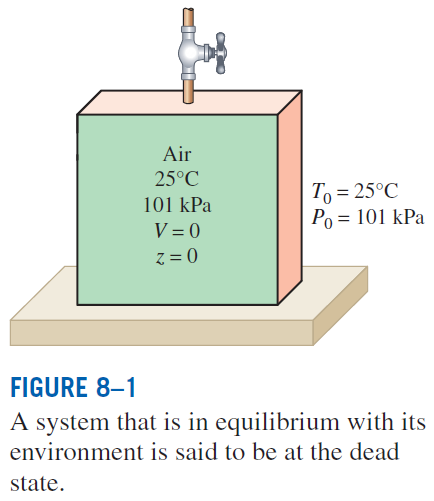 Air
25°C
101 kPa
V = 0
z = 0
T₀ = 25°C
P₀ = 101 kPa
FIGURE 8–1
A system that is in equilibrium with its
environment is said to be at the dead
state.